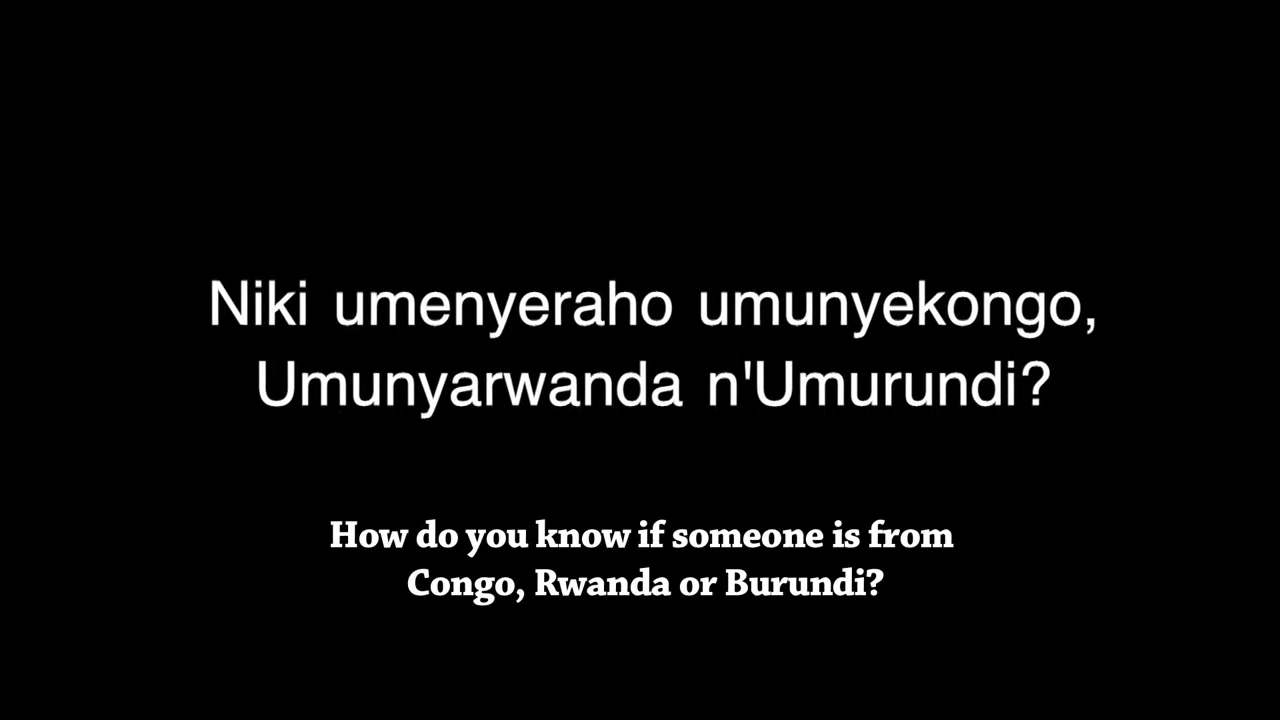 Niki umenyeraho umunyekongo,
Umunyarwanda n'Umurundi?
How do you know if someone is from
Congo, Rwanda or Burundi?